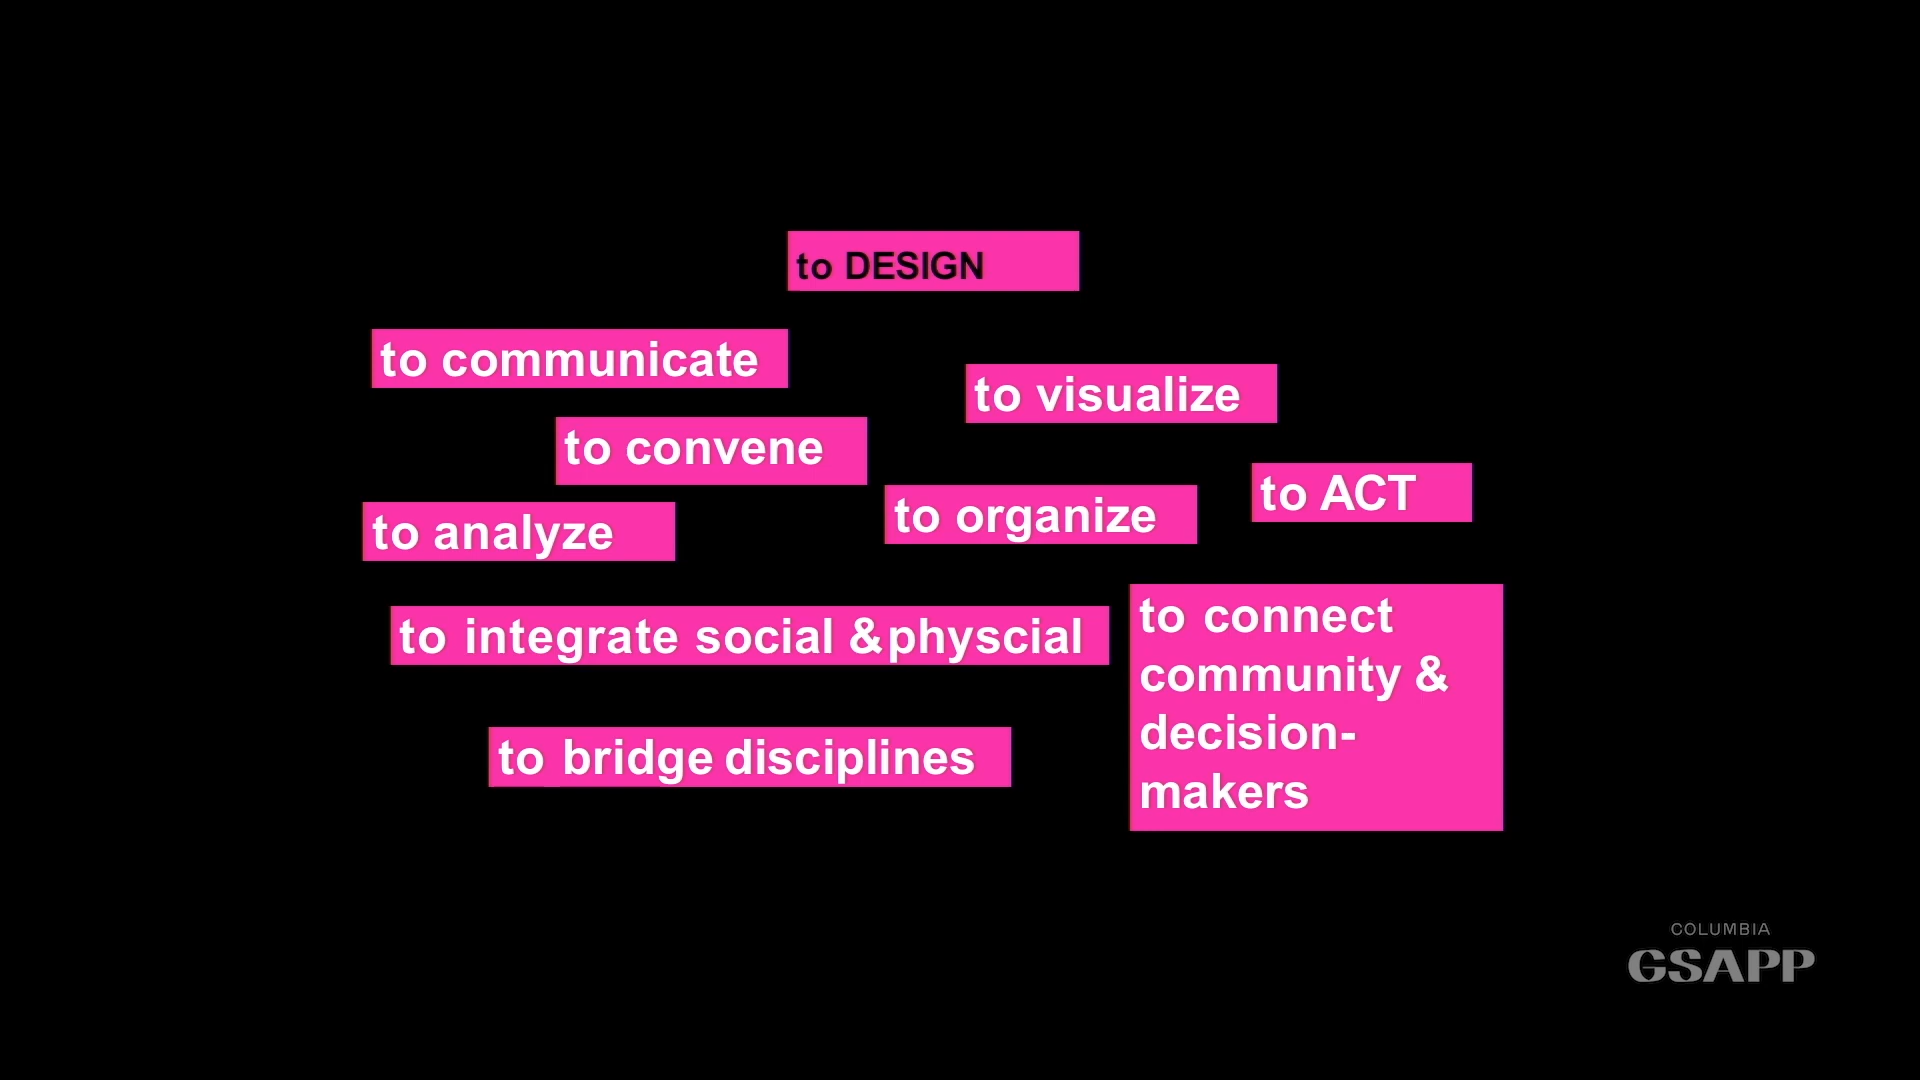 to DESIGN
to communicate
to visualize
to convene
to ACT
to organize
to analyze
to integrate social &physcial
to connect
community &
decision-
makers
to bridge disciplines
COLUMBIA
GSAPP